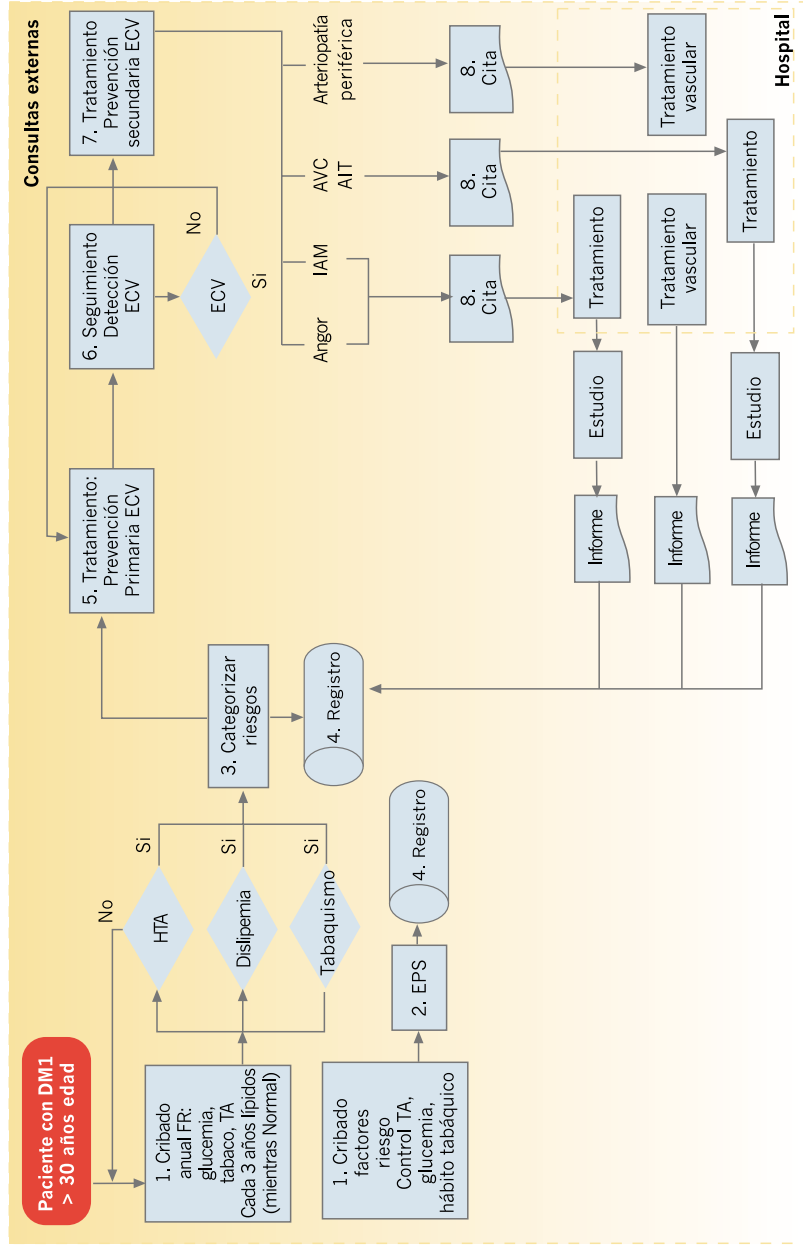 Consultas externas
Paciente con DM1
> 30 años edad
No
1. Cribado
anual FR:
glucemia,
tabaco, TA
Cada 3 años lípidos
(mientras Normal)
HTA
Dislipemia
Tabaquismo
Si
Si
Si
3. Categorizar
riesgos
4. Registro
1. Cribado
factores
riesgo
Control TA,
glucemia,
hábito tabáquico
2. EPS
4. Registro
5. Tratamiento:
Prevención
Primaria ECV
6. Seguimiento
Detección
ECV
ECV
No
Si
7. Tratamiento
Prevención
secundaria ECV
Angor
IAM
AVC
AIT
Arteriopatía
periférica
8.
Cita
8.
Cita
8.
Cita
Informe
Estudio
Tratamiento
Informe
Tratamiento
vascular
Tratamiento
vascular
Informe
Estudio
Tratamiento
Hospital